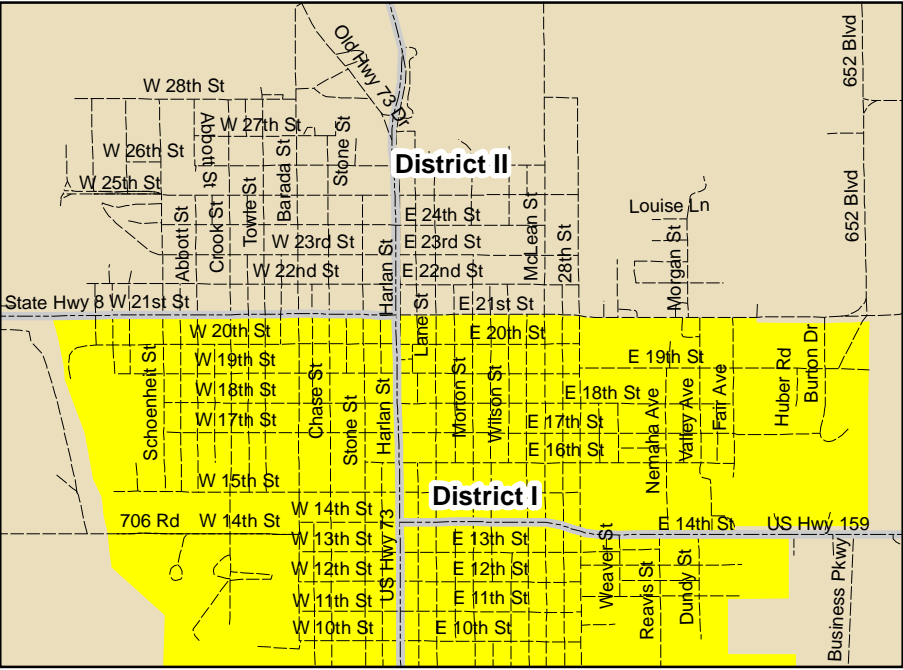 652 Blvd
Old Hwy 73 Dr
W 28th St
Abbott St
W 27th St
Stone St
W 26th St
District II
W 25th St
Barada St
Towle St
Crook St
Abbott St
McLean St
Louise Ln
652 Blvd
E 24th St
W 23rd St
E 23rd St
28th St
Harlan St
Morgan St
W 22nd St
E 22nd St
State Hwy 8
W 21st St
E 21st St
Lane St
W 20th St
E 20th St
W 19th St
E 19th St
Schoenheit St
Chase St
Stone St
Harlan St
Morton St
Wilson St
Huber Rd
Burton Dr
W 18th St
E 18th St
Nemaha Ave
Valley Ave
Fair Ave
W 17th St
E 17th St
E 16th St
W 15th St
District I
W 14th St
706 Rd
W 14th St
E 14th St
US Hwy 159
US Hwy 73
W 13th St
E 13th St
Weaver St
W 12th St
E 12th St
Reavis St
Dundy St
Business Pkwy
W 11th St
E 11th St
W 10th St
E 10th St